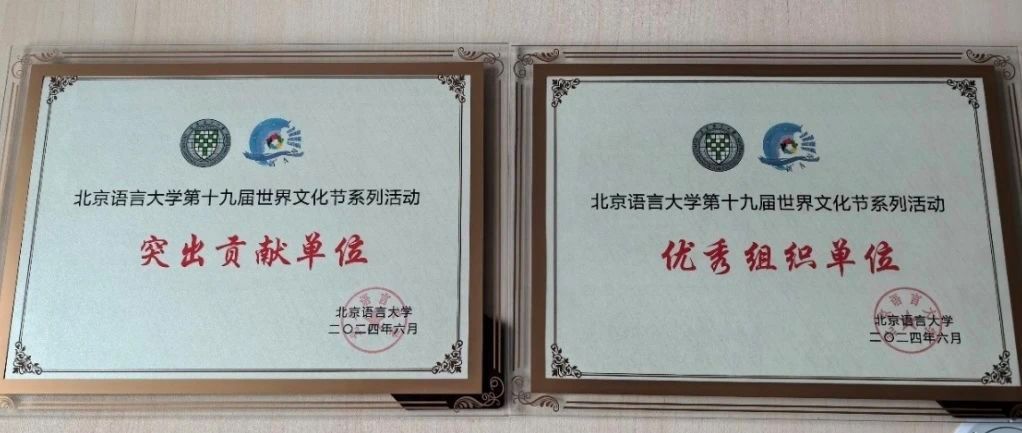 北京语言大学第十九届世界文化节系列活动
突出贡献单位
北京语言大学
二〇二四年六月
北京语言大学第十九届世界文化节系列活动
优秀组织单位
北京语言大学
二〇二四年六月